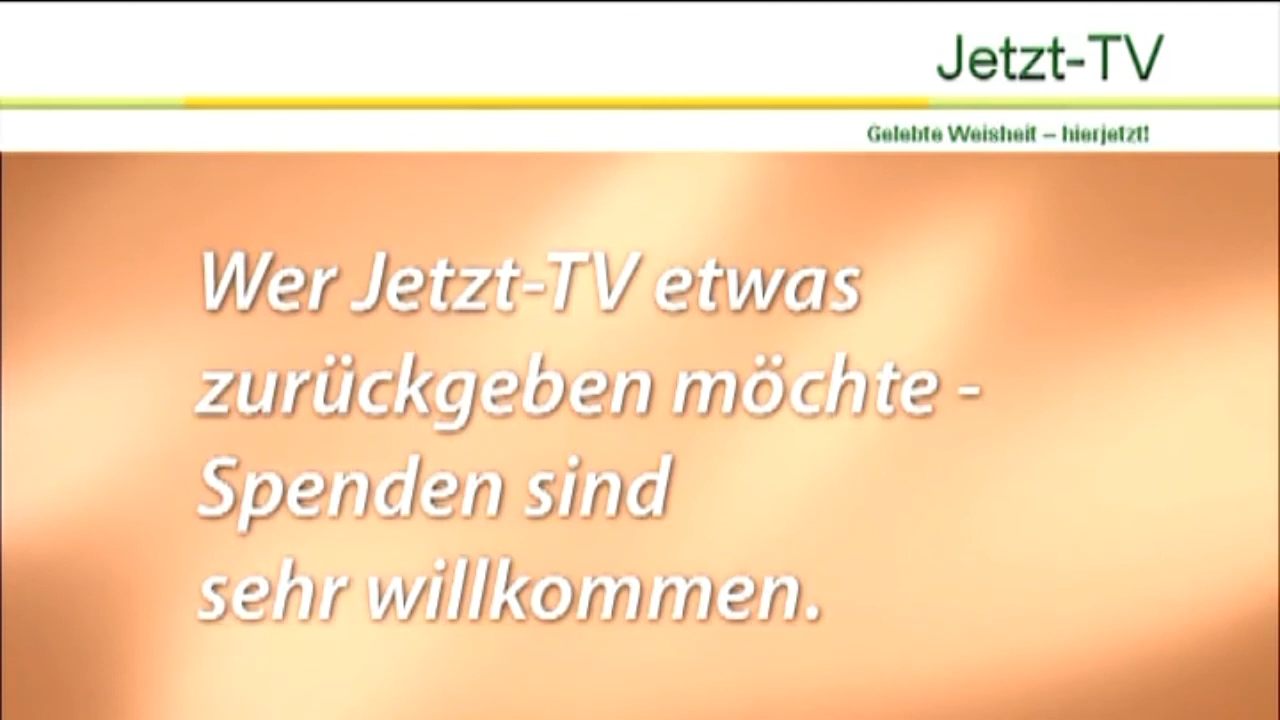 Jetzt-TV
Gelebte Weisheit – hierjetzt!
Wer Jetzt-TV etwas
zurückgeben möchte -
Spenden sind
sehr willkommen.